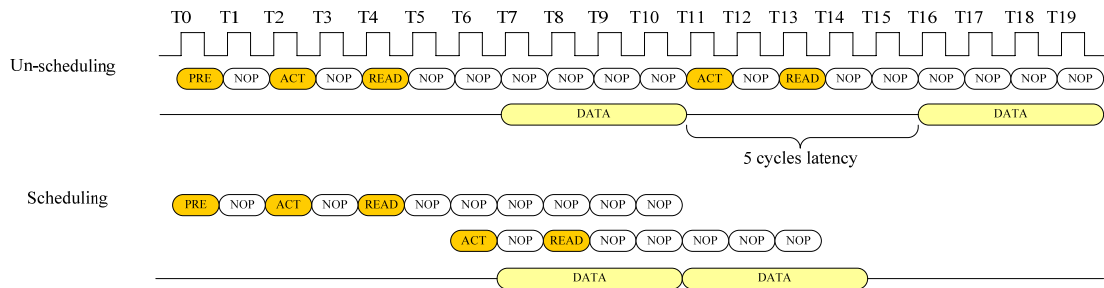 T0 T1 T2 T3 T4 T5 T6 T7 T8 T9 T10 T11 T12 T13 T14 T15 T16 T17 T18 T19
Un-scheduling
PRE NOP ACT NOP READ NOP NOP NOP NOP NOP NOP ACT NOP READ NOP NOP NOP NOP NOP NOP
DATA DATA
5 cycles latency
Scheduling
PRE NOP ACT NOP READ NOP NOP NOP NOP NOP NOP
ACT NOP READ NOP NOP NOP NOP NOP
DATA DATA